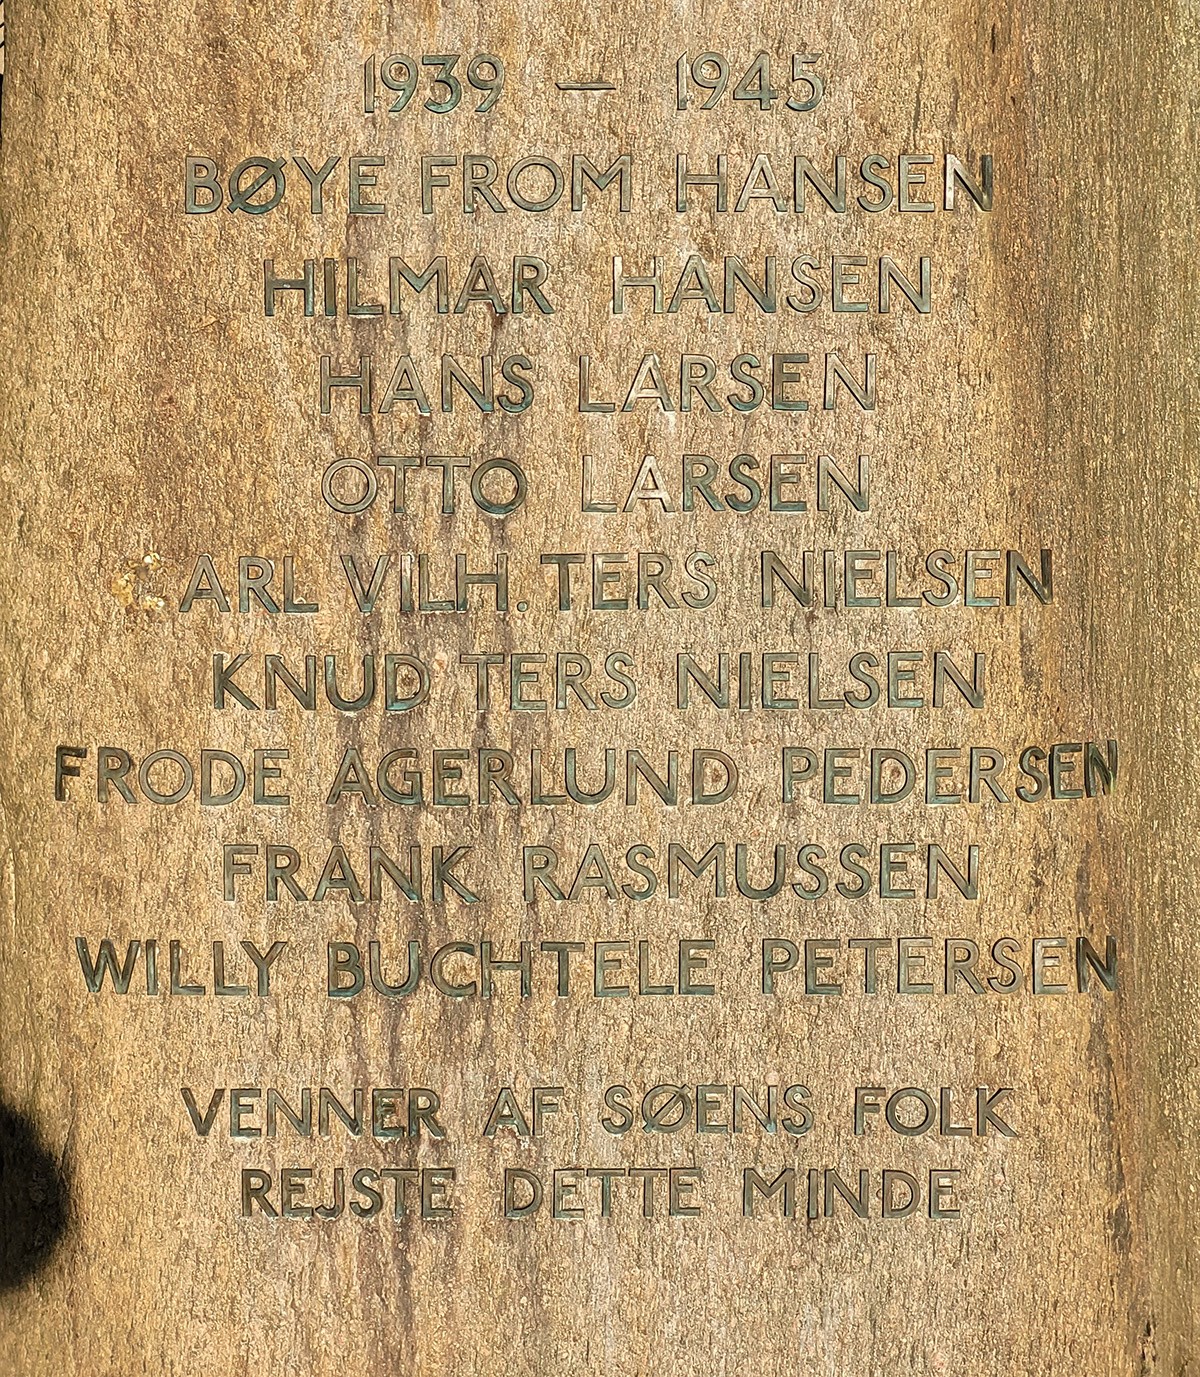 1939 — 1945
BØYE FROM HANSEN
HILMAR HANSEN
HANS LARSEN
OTTO LARSEN
ARL VILH. TERS NIELSEN
KNUD TERS NIELSEN
FRODE AGERLUND PEDERSEN
FRANK RASMUSSEN
WILLY BUCHTELE PETERSEN
VENNER AF SØENS FOLK
REJSTE DETTE MINDE